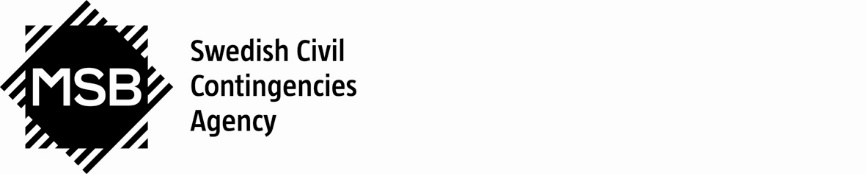 MSB
Swedish Civil
Contingencies
Agency